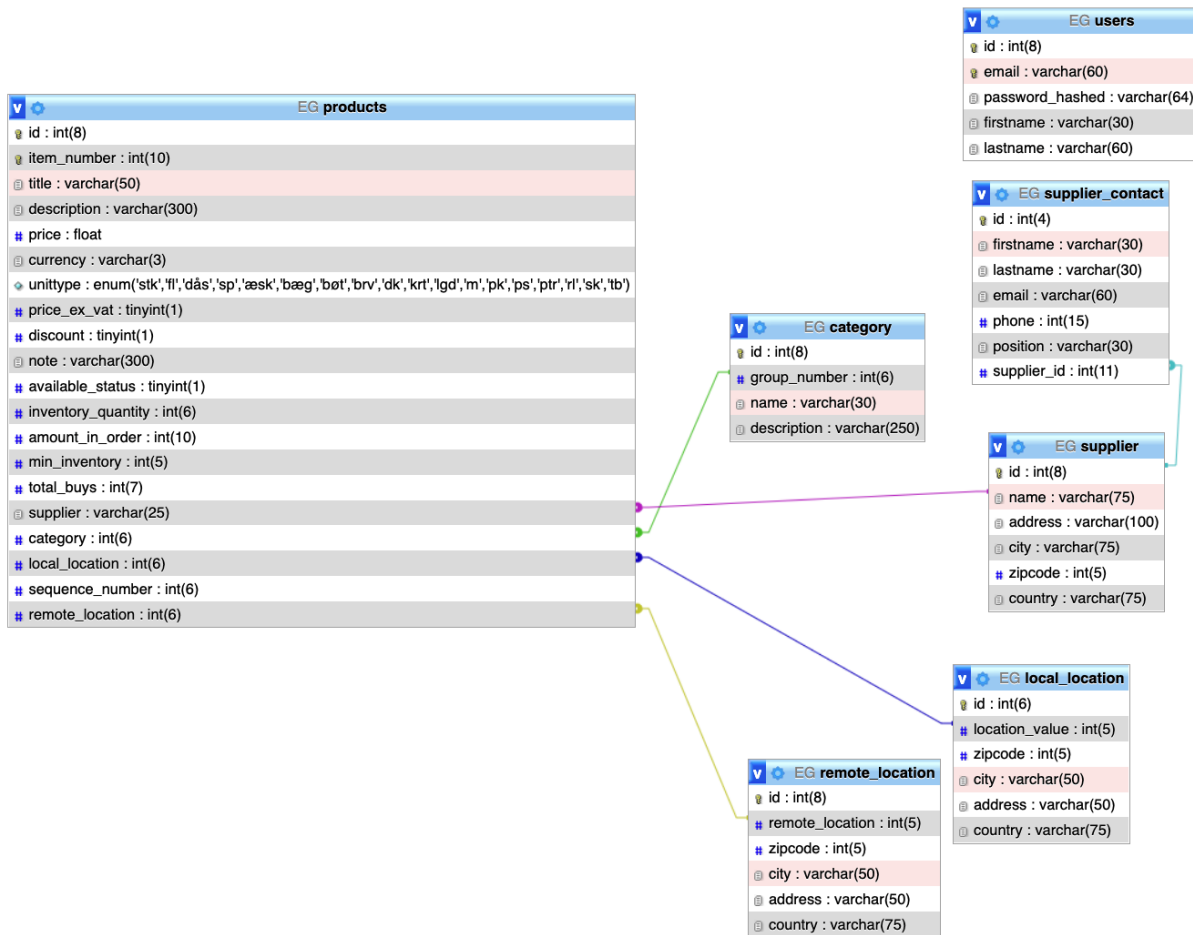 EG products
id : int(8)
item_number : int(10)
title : varchar(50)
description : varchar(300)
price : float
currency : varchar(3)
unittype : enum('stk','fl','dås','sp','æsk','bæg','bøt','brv','dk','krt','lgd','m','pk','ps','ptr','rl','sk','tb')
price_ex_vat : tinyint(1)
discount : tinyint(1)
note : varchar(300)
available_status : tinyint(1)
inventory_quantity : int(6)
amount_in_order : int(10)
min_inventory : int(5)
total_buys : int(7)
supplier : varchar(25)
category : int(6)
local_location : int(6)
sequence_number : int(6)
remote_location : int(6)
EG category
id : int(8)
group_number : int(6)
name : varchar(30)
description : varchar(250)
EG users
id : int(8)
email : varchar(60)
password_hashed : varchar(64)
firstname : varchar(30)
lastname : varchar(60)
EG supplier_contact
id : int(4)
firstname : varchar(30)
lastname : varchar(30)
email : varchar(60)
phone : int(15)
position : varchar(30)
supplier_id : int(11)
EG supplier
id : int(8)
name : varchar(75)
address : varchar(100)
city : varchar(75)
zipcode : int(5)
country : varchar(75)
EG local_location
id : int(6)
location_value : int(5)
zipcode : int(5)
city : varchar(50)
address : varchar(50)
country : varchar(75)
EG remote_location
id : int(8)
remote_location : int(5)
zipcode : int(5)
city : varchar(50)
address : varchar(50)
country : varchar(75)